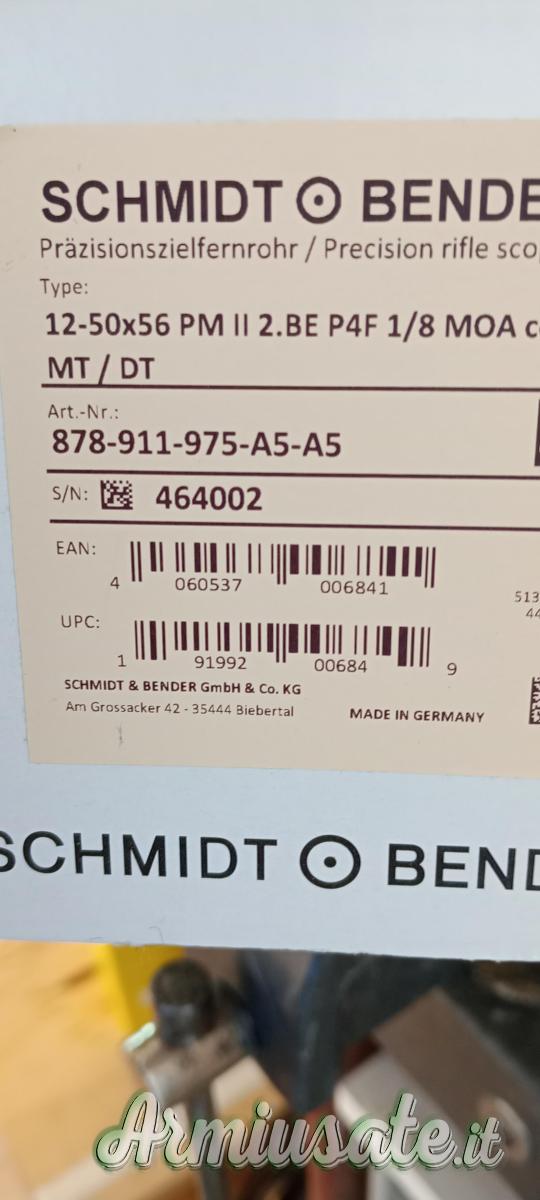 SCHMIDT BENDE
Präzisionszielfernrohr / Precision rifle sco
Type:
12-50x56 PM II 2.BE P4F 1/8 MOA c
MT / DT
Art.-Nr.:
878-911-975-A5-A5
S/N: 464002
EAN:
4 060537 006841
513
44
UPC:
1 91992 00684 9
SCHMIDT & BENDER GmbH & Co. KG
Am Grossacker 42 - 35444 Biebertal
MADE IN GERMANY
SCHMIDT BEND
Armiusate.it